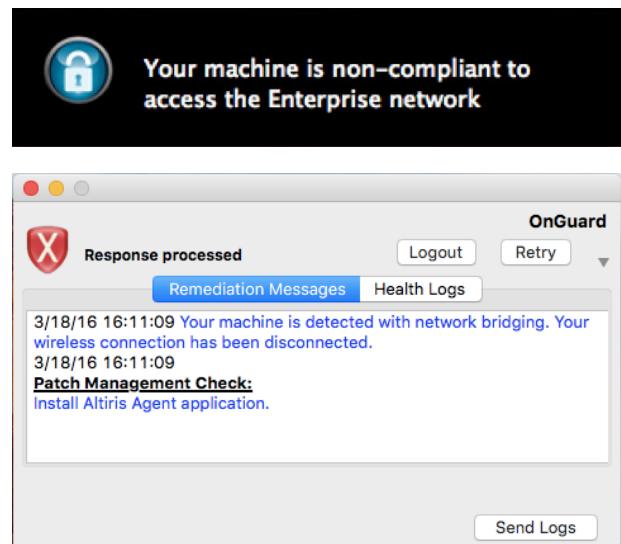 Your machine is non-compliant to
access the Enterprise network
OnGuard
Response processed
Logout
Retry
Remediation Messages
Health Logs
3/18/16 16:11:09 Your machine is detected with network bridging. Your
wireless connection has been disconnected.
3/18/16 16:11:09
Patch Management Check:
Install Altiris Agent application.
Send Logs